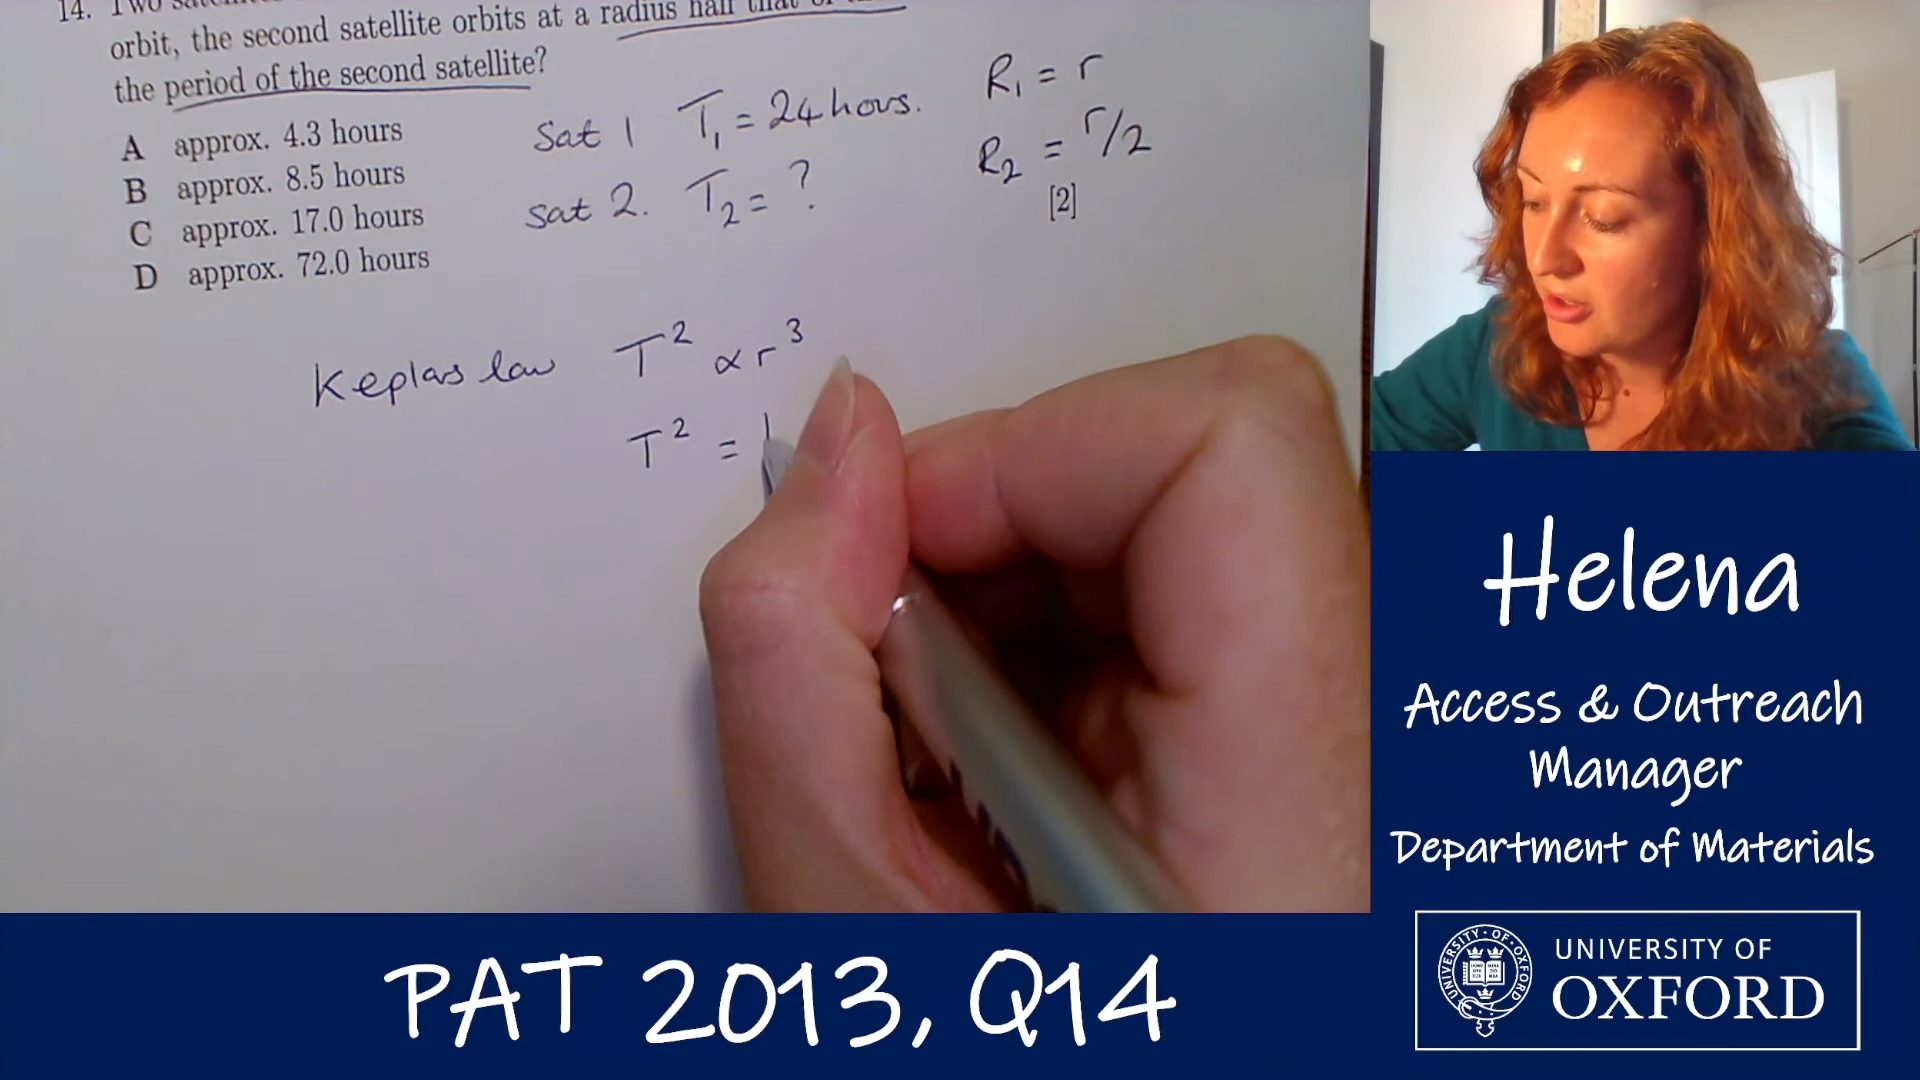 14. Two
orbit, the second satellite orbits at a radius half that
the period of the second satellite?
A approx. 4.3 hours
B approx. 8.5 hours
C approx. 17.0 hours
D approx. 72.0 hours
Sat 1 T₁ = 24 hours.
Sat 2. T₂ = ?
R₁ = r
R₂ = r/2
[2]
Keplars law T² ∝ r³
T² =
Helena
Access & Outreach
Manager
Department of Materials
PAT 2013, Q14
UNIVERSITY OF
OXFORD